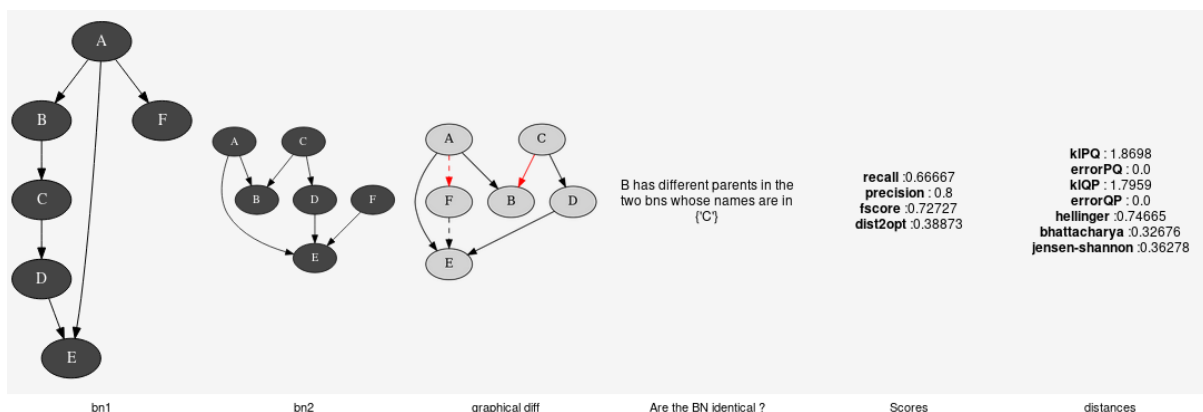 A
B
F
C
D
E
A
C
B
D
F
E
A
C
F
B
D
E
B has different parents in the
two bns whose names are in
{'C'}
recall :0.66667
precision : 0.8
fscore :0.72727
dist2opt :0.38873
klPQ : 1.8698
errorPQ : 0.0
klQP : 1.7959
errorQP : 0.0
hellinger :0.74665
bhattacharya :0.32676
jensen-shannon :0.36278
bn1
bn2
graphical diff
Are the BN identical ?
Scores
distances